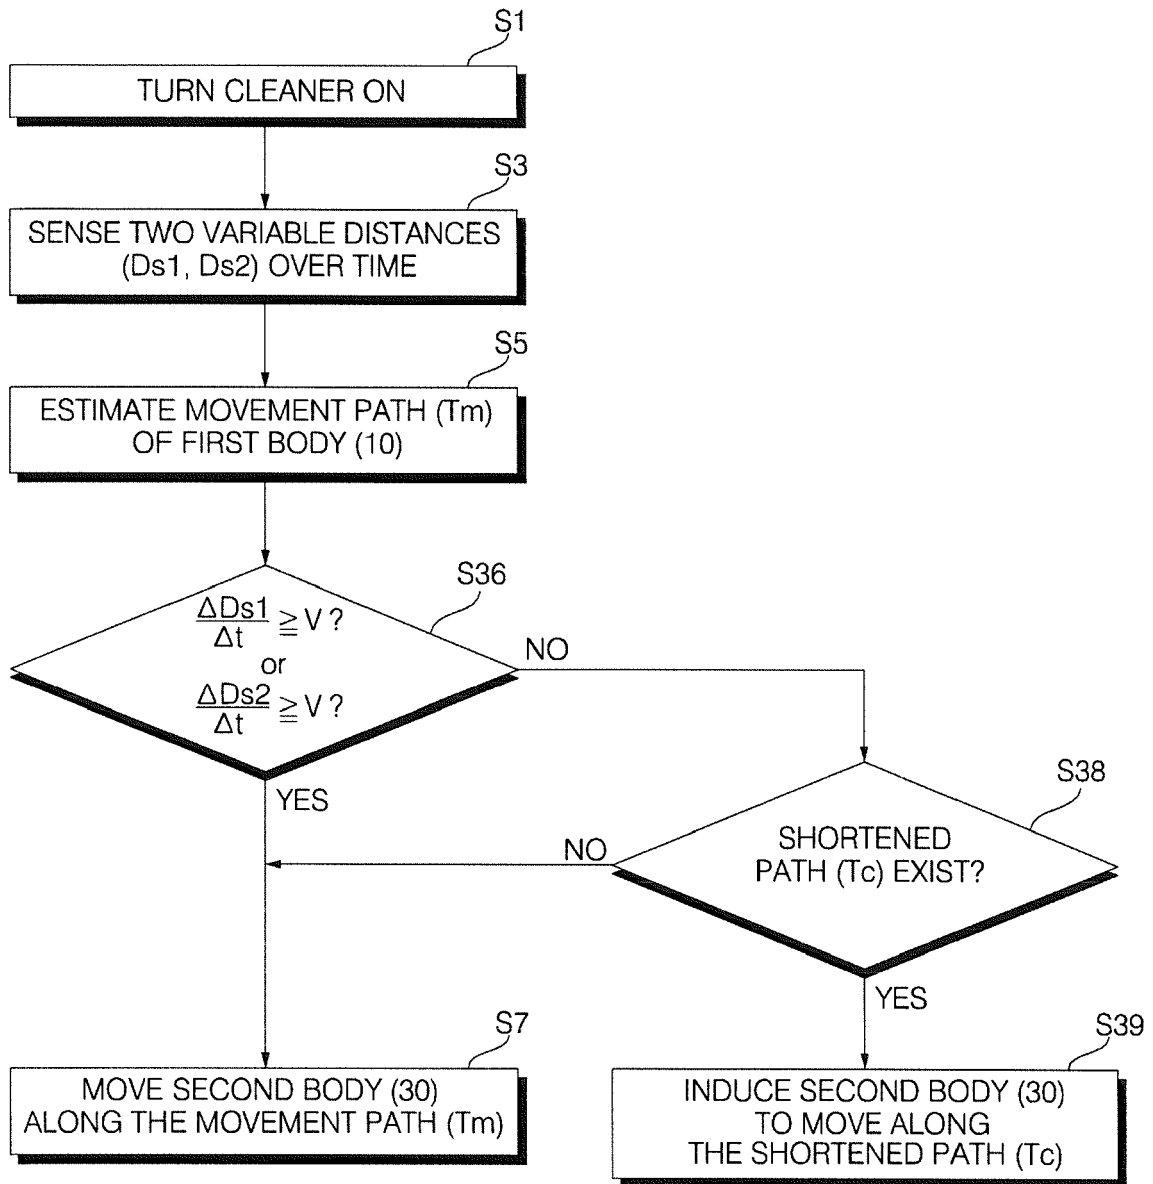 S1
TURN CLEANER ON
S3
SENSE TWO VARIABLE DISTANCES
(Ds1, Ds2) OVER TIME
S5
ESTIMATE MOVEMENT PATH (Tm)
OF FIRST BODY (10)
S36
ΔDs1/Δt ≧ V ?
or
ΔDs2/Δt ≧ V ?
NO
YES
S38
SHORTENED
PATH (Tc) EXIST?
NO
YES
S7
MOVE SECOND BODY (30)
ALONG THE MOVEMENT PATH (Tm)
S39
INDUCE SECOND BODY (30)
TO MOVE ALONG
THE SHORTENED PATH (Tc)